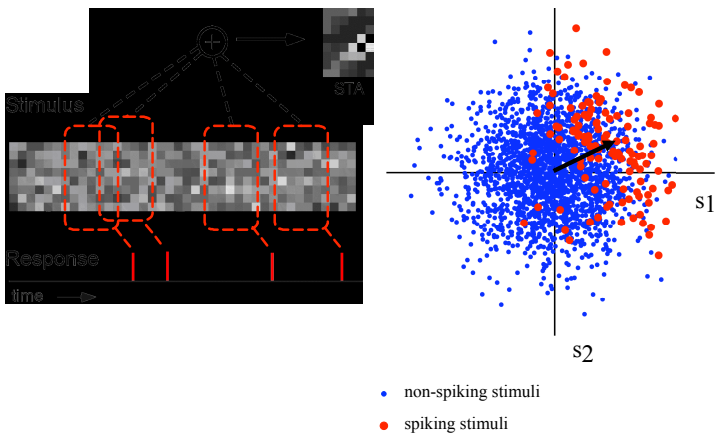 STA
Stimulus
Response
time
s1
s2
non-spiking stimuli
spiking stimuli